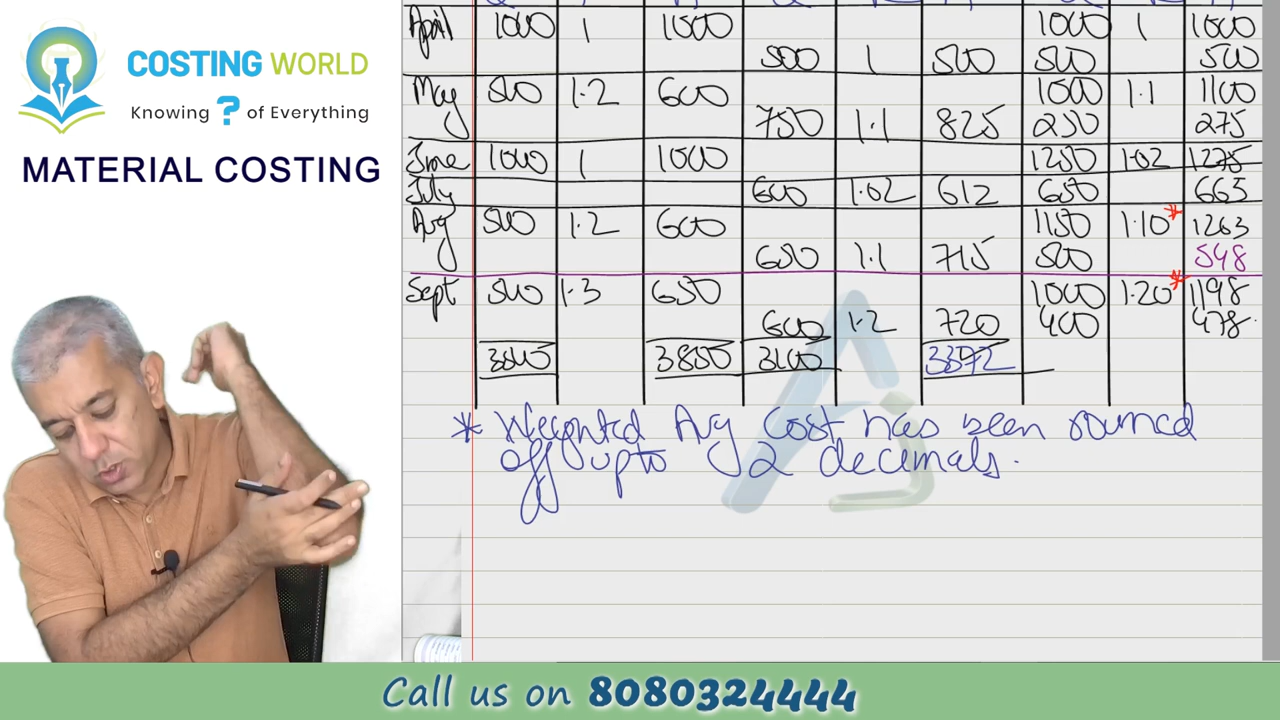 COSTING WORLD
Knowing ? of Everything
MATERIAL COSTING
April 1000 1 1000 1000 1 1000
500 1 500 500 500
May 500 1.2 600 1000 1.1 1100
750 1.1 825 250 275
June 1000 1 1000 1250 1.02 1275
July 600 1.02 612 650 663
Aug 500 1.2 600 1150 1.10* 1263
650 1.1 715 500 548
Sept 500 1.3 650 1000 1.20* 1198
600 1.2 720 400 478.
3500 3850 3100 3372
* Weighted Avg Cost has been rounded
off upto 2 decimals.
Call us on 8080324444